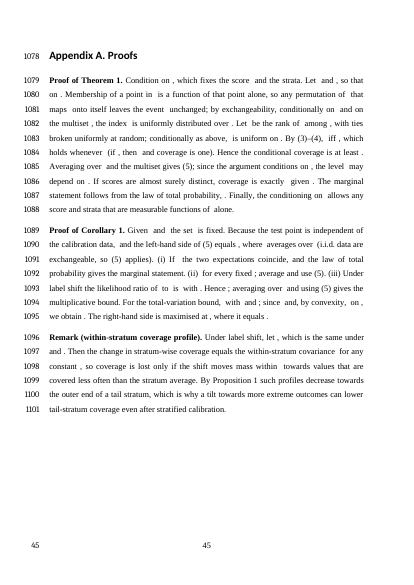 1078 Appendix A. Proofs
1079 Proof of Theorem 1. Condition on , which fixes the score and the strata. Let and , so that
1080 on . Membership of a point in is a function of that point alone, so any permutation of that
1081 maps onto itself leaves the event unchanged; by exchangeability, conditionally on and on
1082 the multiset , the index is uniformly distributed over . Let be the rank of among , with ties
1083 broken uniformly at random; conditionally as above, is uniform on . By (3)–(4), iff , which
1084 holds whenever (if , then and coverage is one). Hence the conditional coverage is at least .
1085 Averaging over and the multiset gives (5); since the argument conditions on , the level may
1086 depend on . If scores are almost surely distinct, coverage is exactly given . The marginal
1087 statement follows from the law of total probability, . Finally, the conditioning on allows any
1088 score and strata that are measurable functions of alone.
1089 Proof of Corollary 1. Given and the set is fixed. Because the test point is independent of
1090 the calibration data, and the left-hand side of (5) equals , where averages over (i.i.d. data are
1091 exchangeable, so (5) applies). (i) If the two expectations coincide, and the law of total
1092 probability gives the marginal statement. (ii) for every fixed ; average and use (5). (iii) Under
1093 label shift the likelihood ratio of to is with . Hence ; averaging over and using (5) gives the
1094 multiplicative bound. For the total-variation bound, with and ; since and, by convexity, on ,
1095 we obtain . The right-hand side is maximised at , where it equals .
1096 Remark (within-stratum coverage profile). Under label shift, let , which is the same under
1097 and . Then the change in stratum-wise coverage equals the within-stratum covariance for any
1098 constant , so coverage is lost only if the shift moves mass within towards values that are
1099 covered less often than the stratum average. By Proposition 1 such profiles decrease towards
1100 the outer end of a tail stratum, which is why a tilt towards more extreme outcomes can lower
1101 tail-stratum coverage even after stratified calibration.
45 45